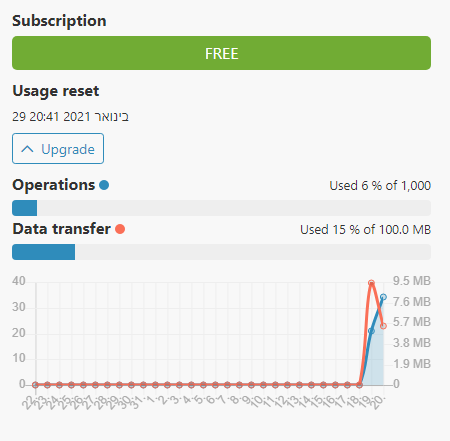 Subscription
FREE
Usage reset
29 בינואר 2021 20:41
Upgrade
Operations
Used 6 % of 1,000
Data transfer
Used 15 % of 100.0 MB
40
30
20
10
0
9.5 MB
7.6 MB
5.7 MB
3.8 MB
1.9 MB
0
22. 23. 24. 25. 26. 27. 28. 29. 30. 31. 1. 2. 3. 4. 5. 6. 7. 8. 9. 10. 11. 12. 13. 14. 15. 16. 17. 18. 19. 20.